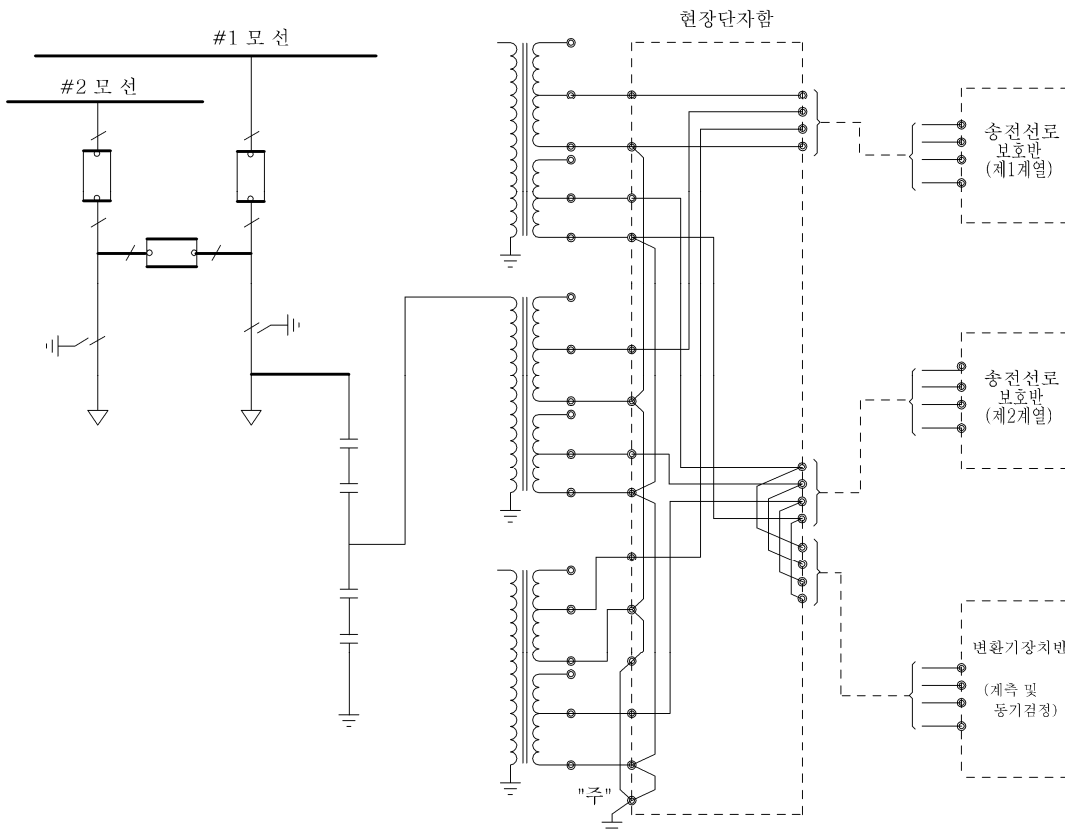 현장단자함
#1 모 선
#2 모 선
송전선로
보호반
(제1계열)
송전선로
보호반
(제2계열)
변환기장치반
(계측 및
동기검정)
"주"